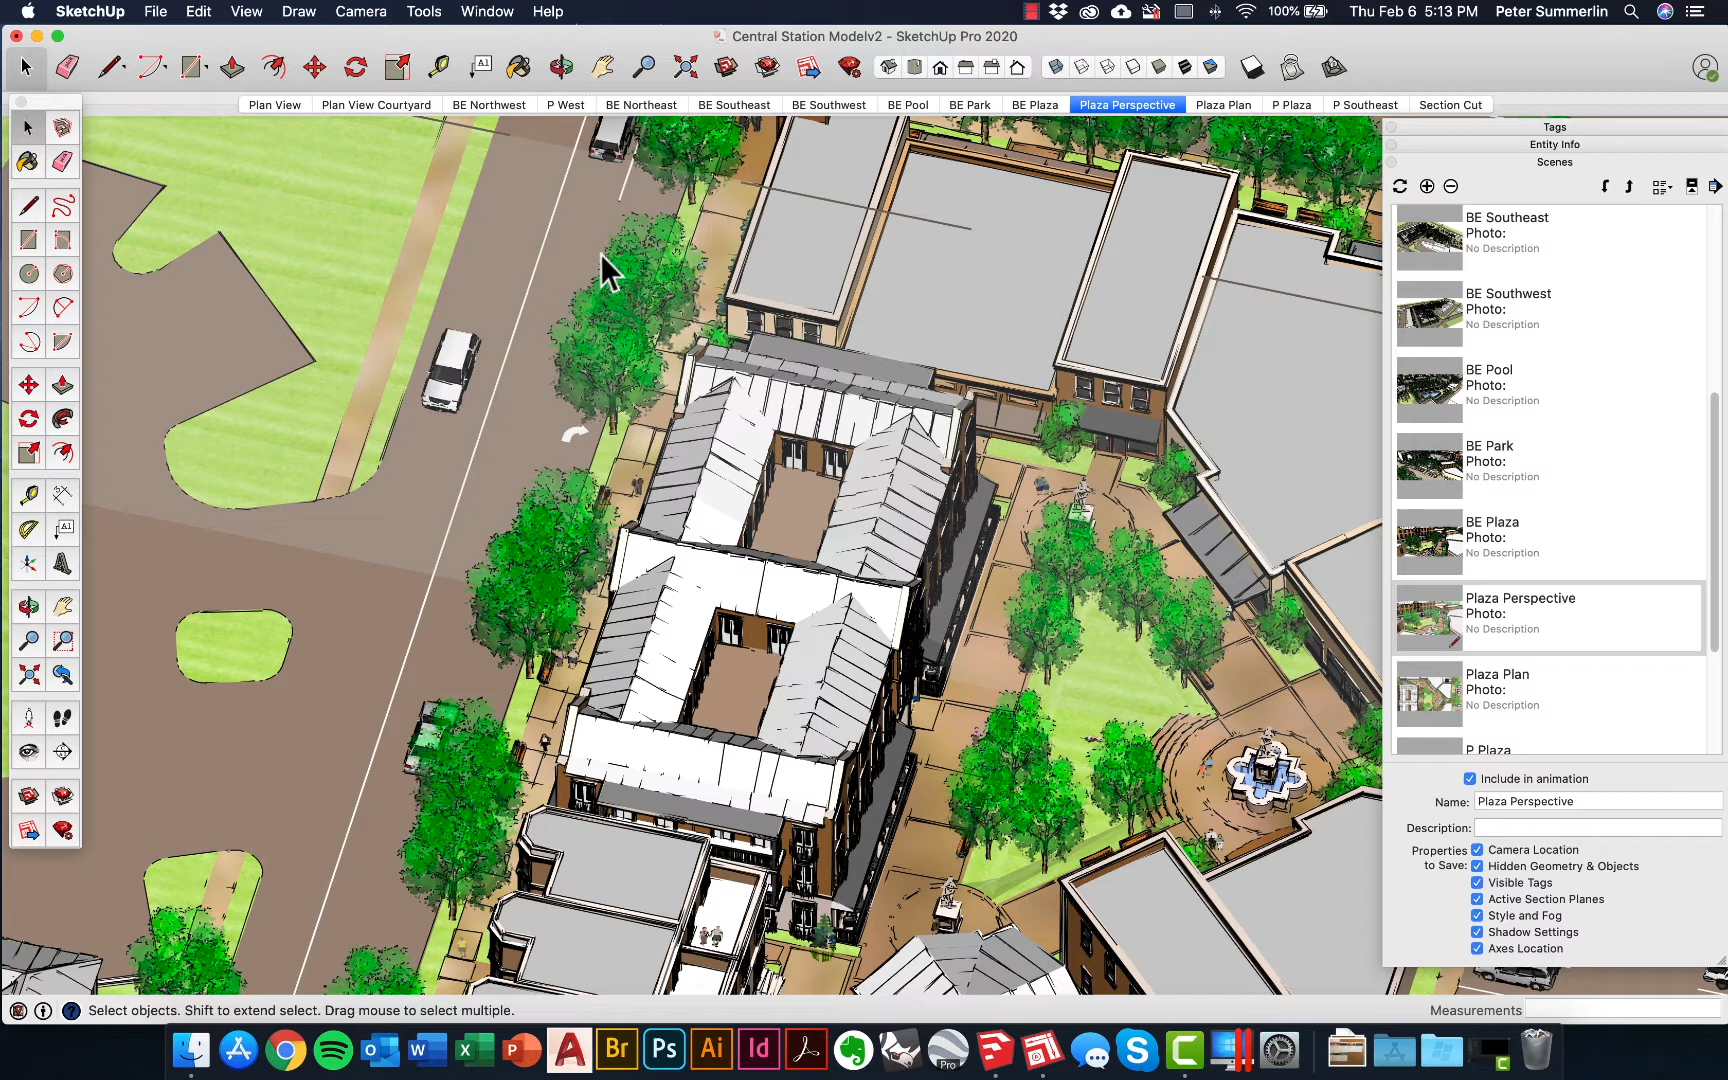 SketchUp File Edit View Draw Camera Tools Window Help 100% Thu Feb 6 5:13 PM Peter Summerlin
Central Station Modelv2 - SketchUp Pro 2020
A1
Plan View Plan View Courtyard BE Northwest P West BE Northeast BE Southeast BE Southwest BE Pool BE Park BE Plaza Plaza Perspective Plaza Plan P Plaza P Southeast Section Cut
Tags
Entity Info
Scenes
BE Southeast
Photo:
No Description
BE Southwest
Photo:
No Description
BE Pool
Photo:
No Description
BE Park
Photo:
No Description
BE Plaza
Photo:
No Description
Plaza Perspective
Photo:
No Description
Plaza Plan
Photo:
No Description
P Plaza
Include in animation
Name: Plaza Perspective
Description:
Properties to Save:
Camera Location
Hidden Geometry & Objects
Visible Tags
Active Section Planes
Style and Fog
Shadow Settings
Axes Location
A1
Select objects. Shift to extend select. Drag mouse to select multiple.
Measurements
W X P A Br Ps Ai Id Pro S C